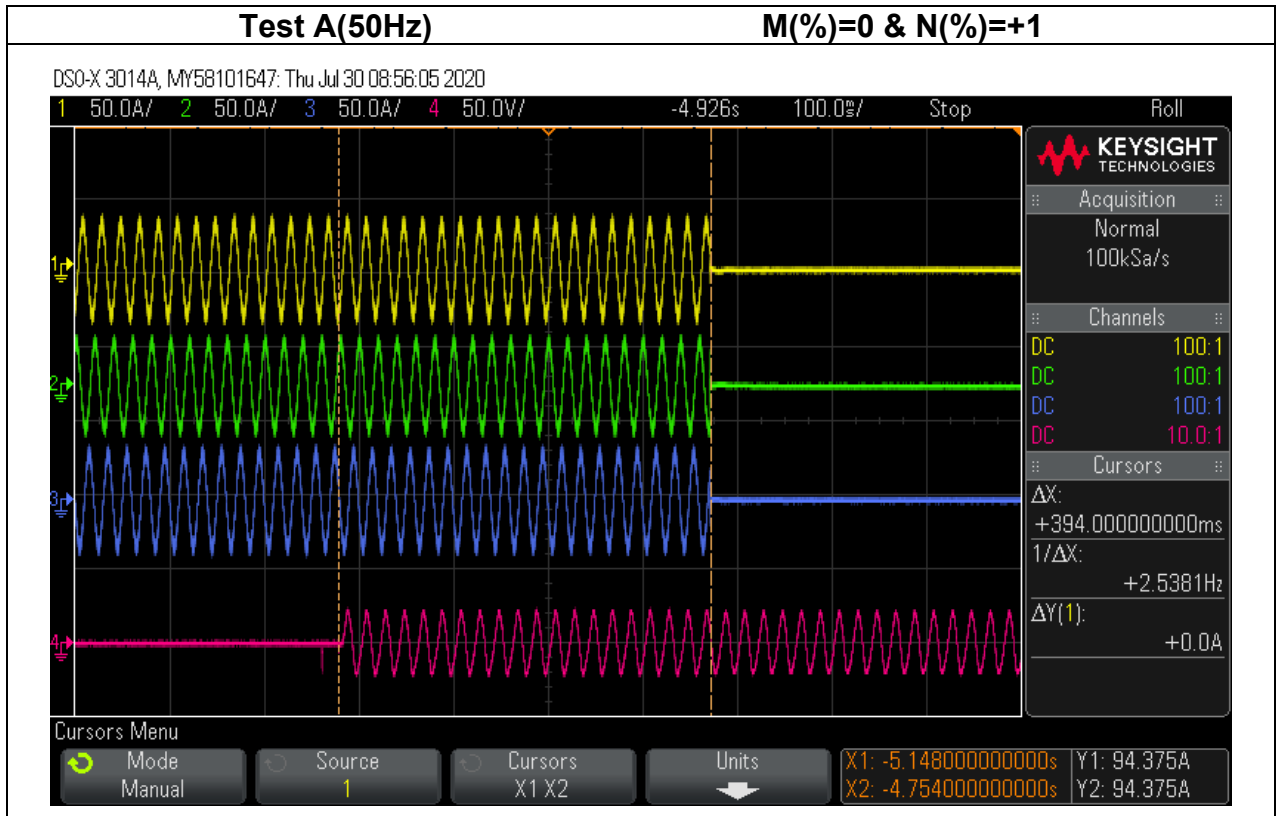 Test A(50Hz) M(%)=0 & N(%)=+1
DSO-X 3014A, MY58101647: Thu Jul 30 08:56:05 2020
1 50.0A/ 2 50.0A/ 3 50.0A/ 4 50.0V/ -4.926s 100.0ms/ Stop Roll
KEYSIGHT
TECHNOLOGIES
Acquisition
Normal
100kSa/s
Channels
DC 100:1
DC 100:1
DC 100:1
DC 10.0:1
Cursors
ΔX:
+394.000000000ms
1/ΔX:
+2.5381Hz
ΔY(1):
+0.0A
1
2
3
4
Cursors Menu
Mode
Manual
Source
1
Cursors
X1 X2
Units
X1: -5.148000000000s Y1: 94.375A
X2: -4.754000000000s Y2: 94.375A